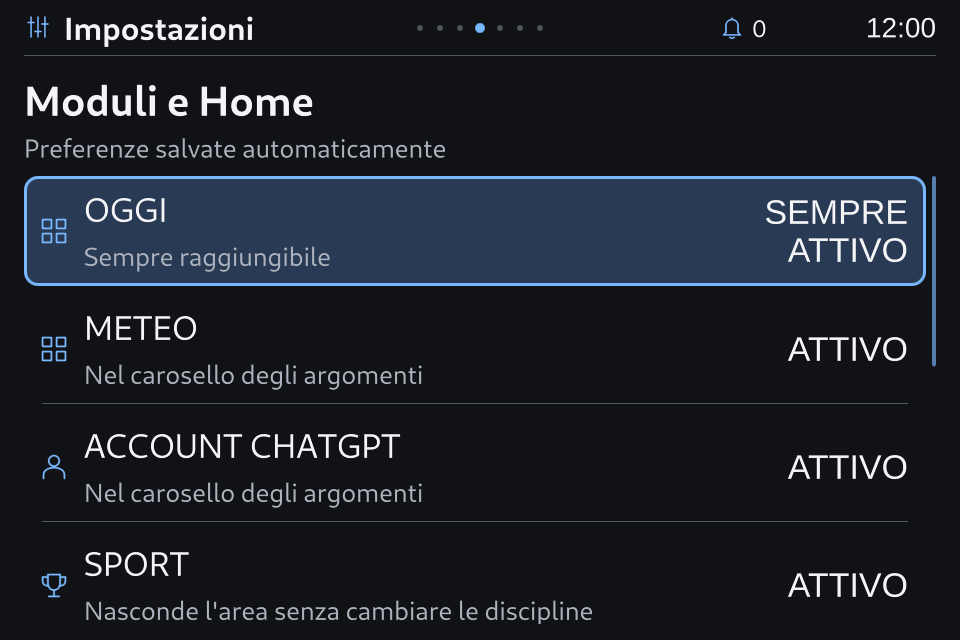 Impostazioni
0
12:00
Moduli e Home
Preferenze salvate automaticamente
OGGI
Sempre raggiungibile
SEMPRE
ATTIVO
METEO
Nel carosello degli argomenti
ATTIVO
ACCOUNT CHATGPT
Nel carosello degli argomenti
ATTIVO
SPORT
Nasconde l'area senza cambiare le discipline
ATTIVO